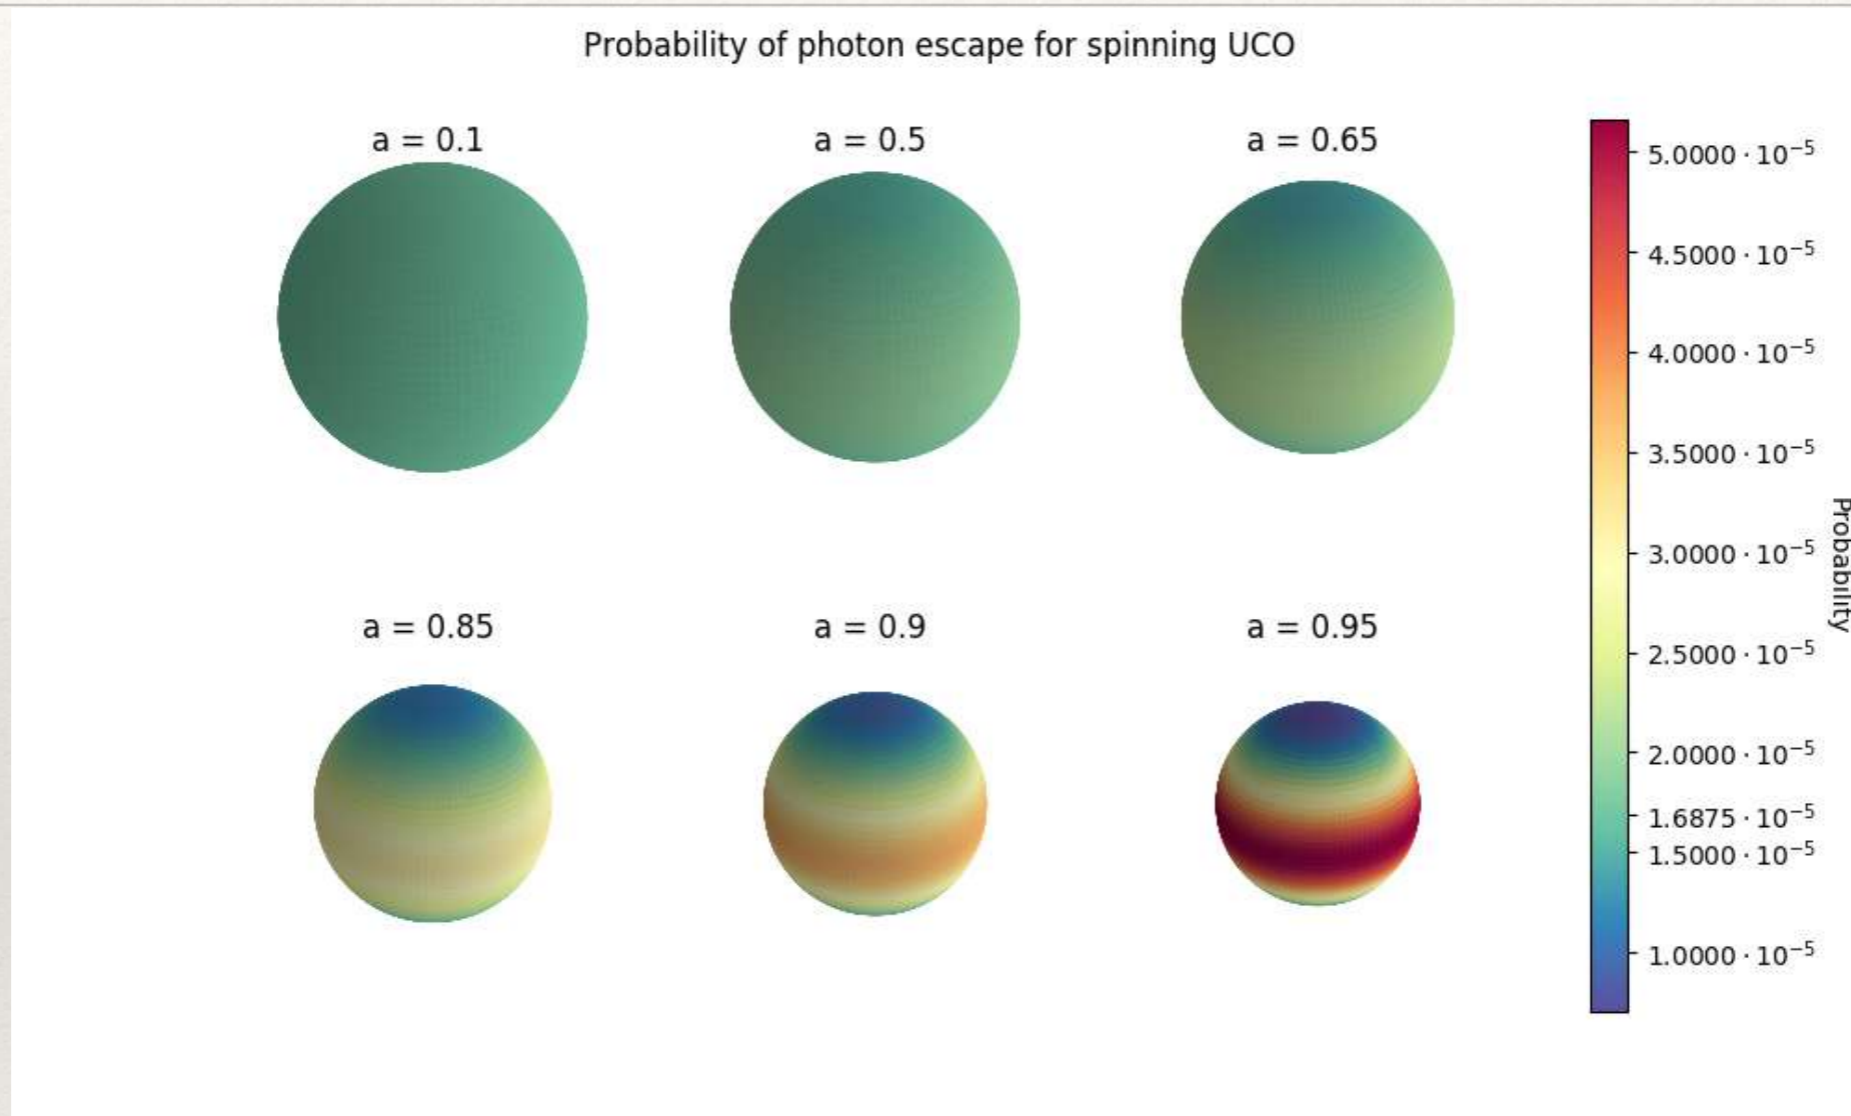 Probability of photon escape for spinning UCO
a = 0.1
a = 0.5
a = 0.65
a = 0.85
a = 0.9
a = 0.95
5.0000 · 10⁻⁵
4.5000 · 10⁻⁵
4.0000 · 10⁻⁵
3.5000 · 10⁻⁵
3.0000 · 10⁻⁵
2.5000 · 10⁻⁵
2.0000 · 10⁻⁵
1.6875 · 10⁻⁵
1.5000 · 10⁻⁵
1.0000 · 10⁻⁵
Probability